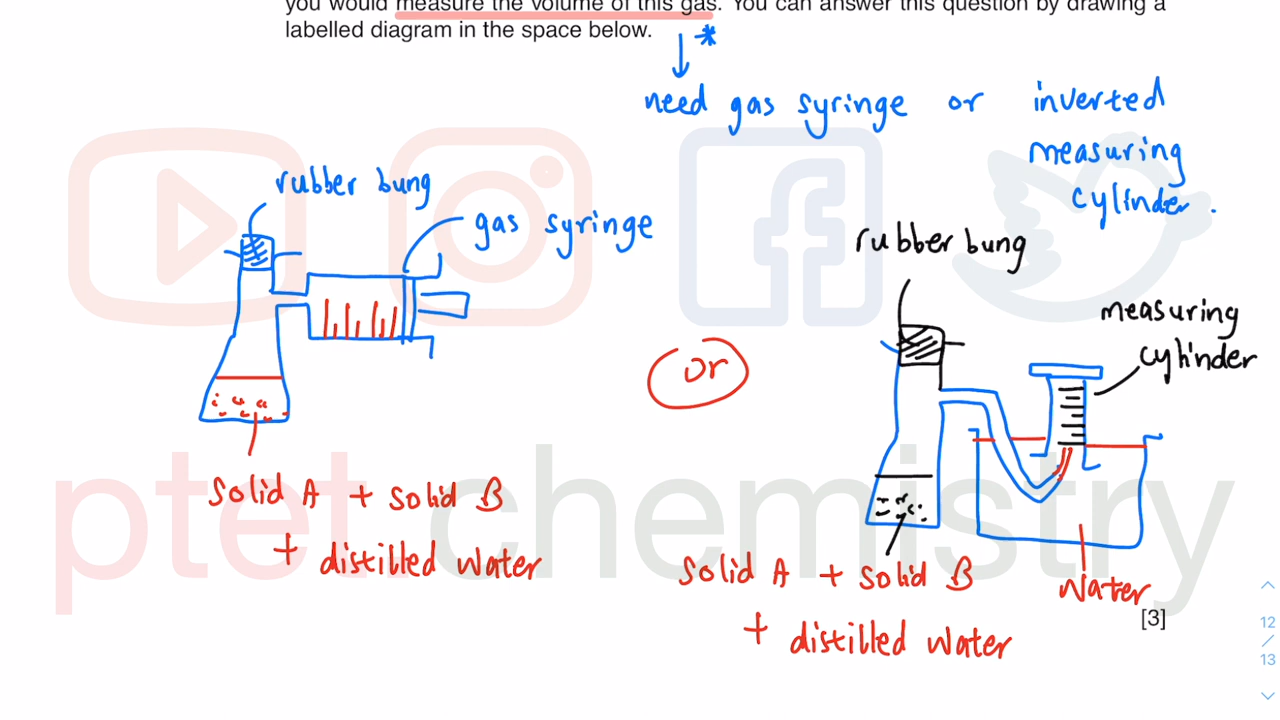 you would measure the volume of this gas. You can answer this question by drawing a
labelled diagram in the space below.
*
need gas syringe or inverted
measuring
cylinder.
rubber bung
gas syringe
solid A + solid B
+ distilled water
or
rubber bung
measuring
cylinder
solid A + solid B
+ distilled water
water
[3]
ptet.chemistry
12
/
13